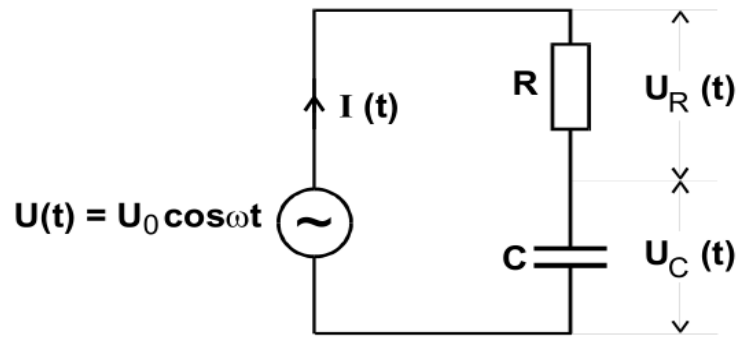 R
U_R (t)
I (t)
U(t) = U_0 cosωt
~
C
U_C (t)